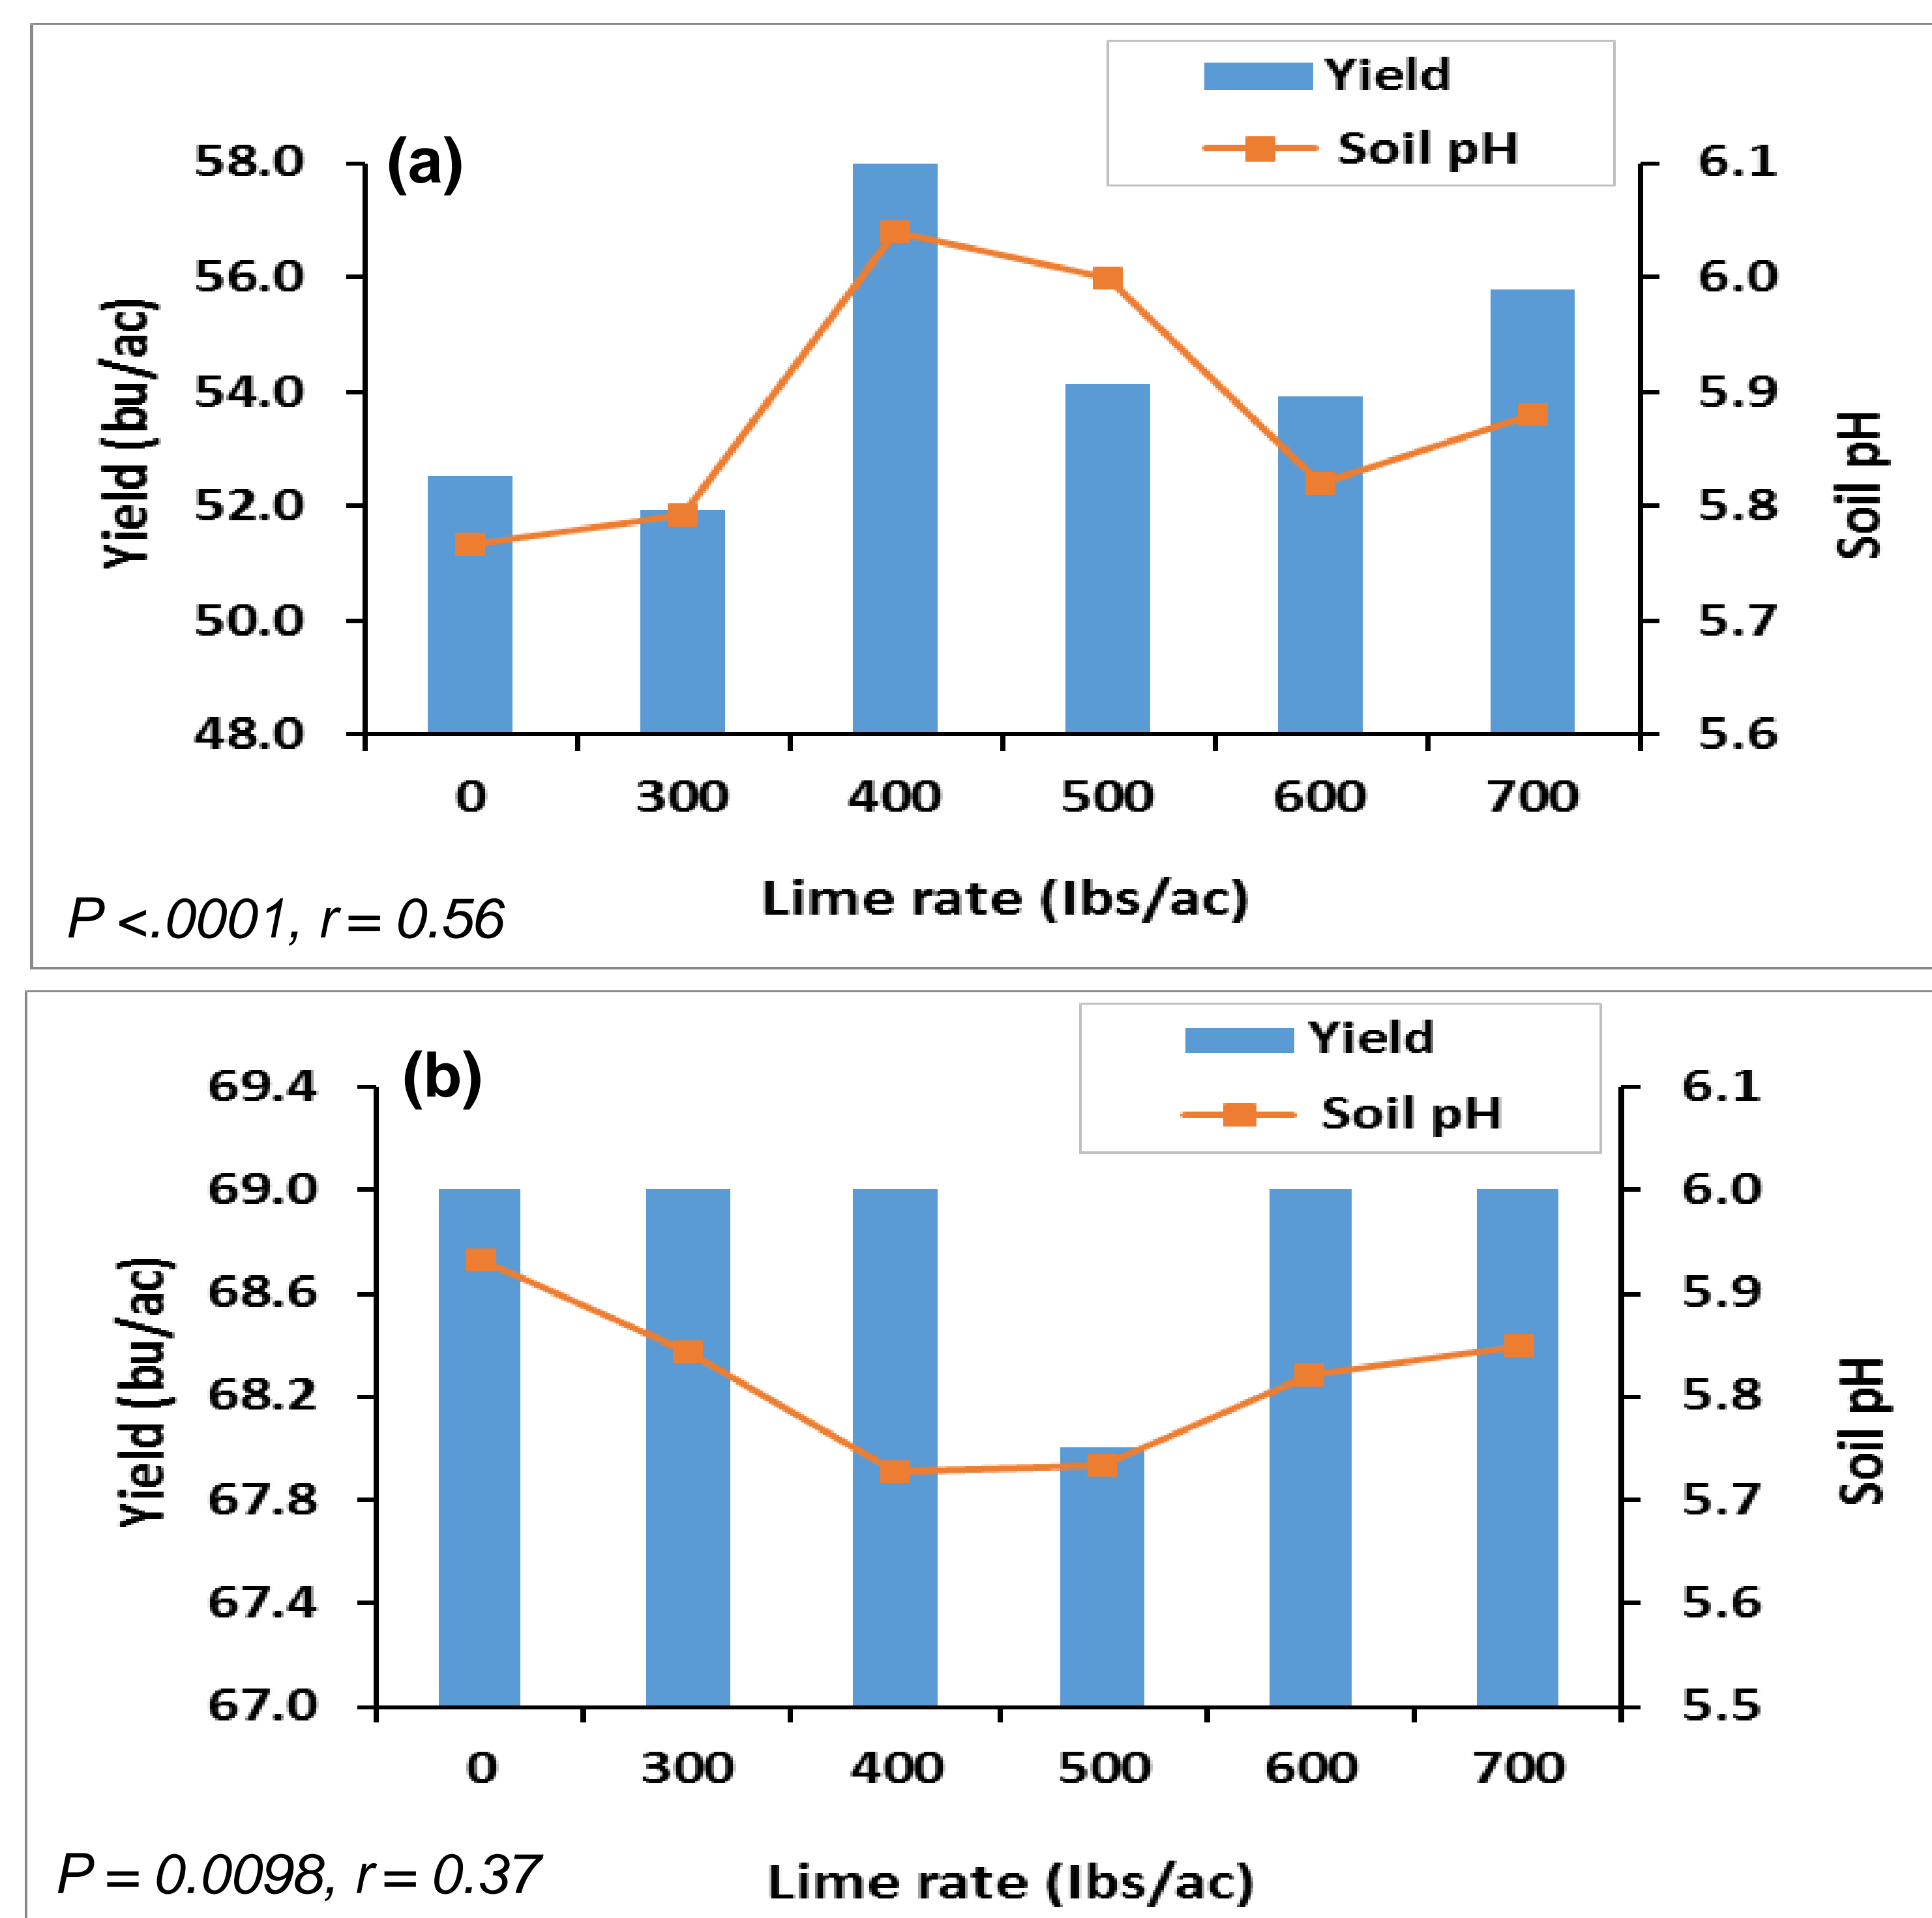 Yield
Soil pH
(a)
58.0
56.0
54.0
52.0
50.0
48.0
Yield (bu/ac)
6.1
6.0
5.9
5.8
5.7
5.6
Soil pH
0 300 400 500 600 700
Lime rate (Ibs/ac)
P <.0001, r = 0.56
Yield
Soil pH
(b)
69.4
69.0
68.6
68.2
67.8
67.4
67.0
Yield (bu/ac)
6.1
6.0
5.9
5.8
5.7
5.6
5.5
Soil pH
0 300 400 500 600 700
Lime rate (Ibs/ac)
P = 0.0098, r = 0.37